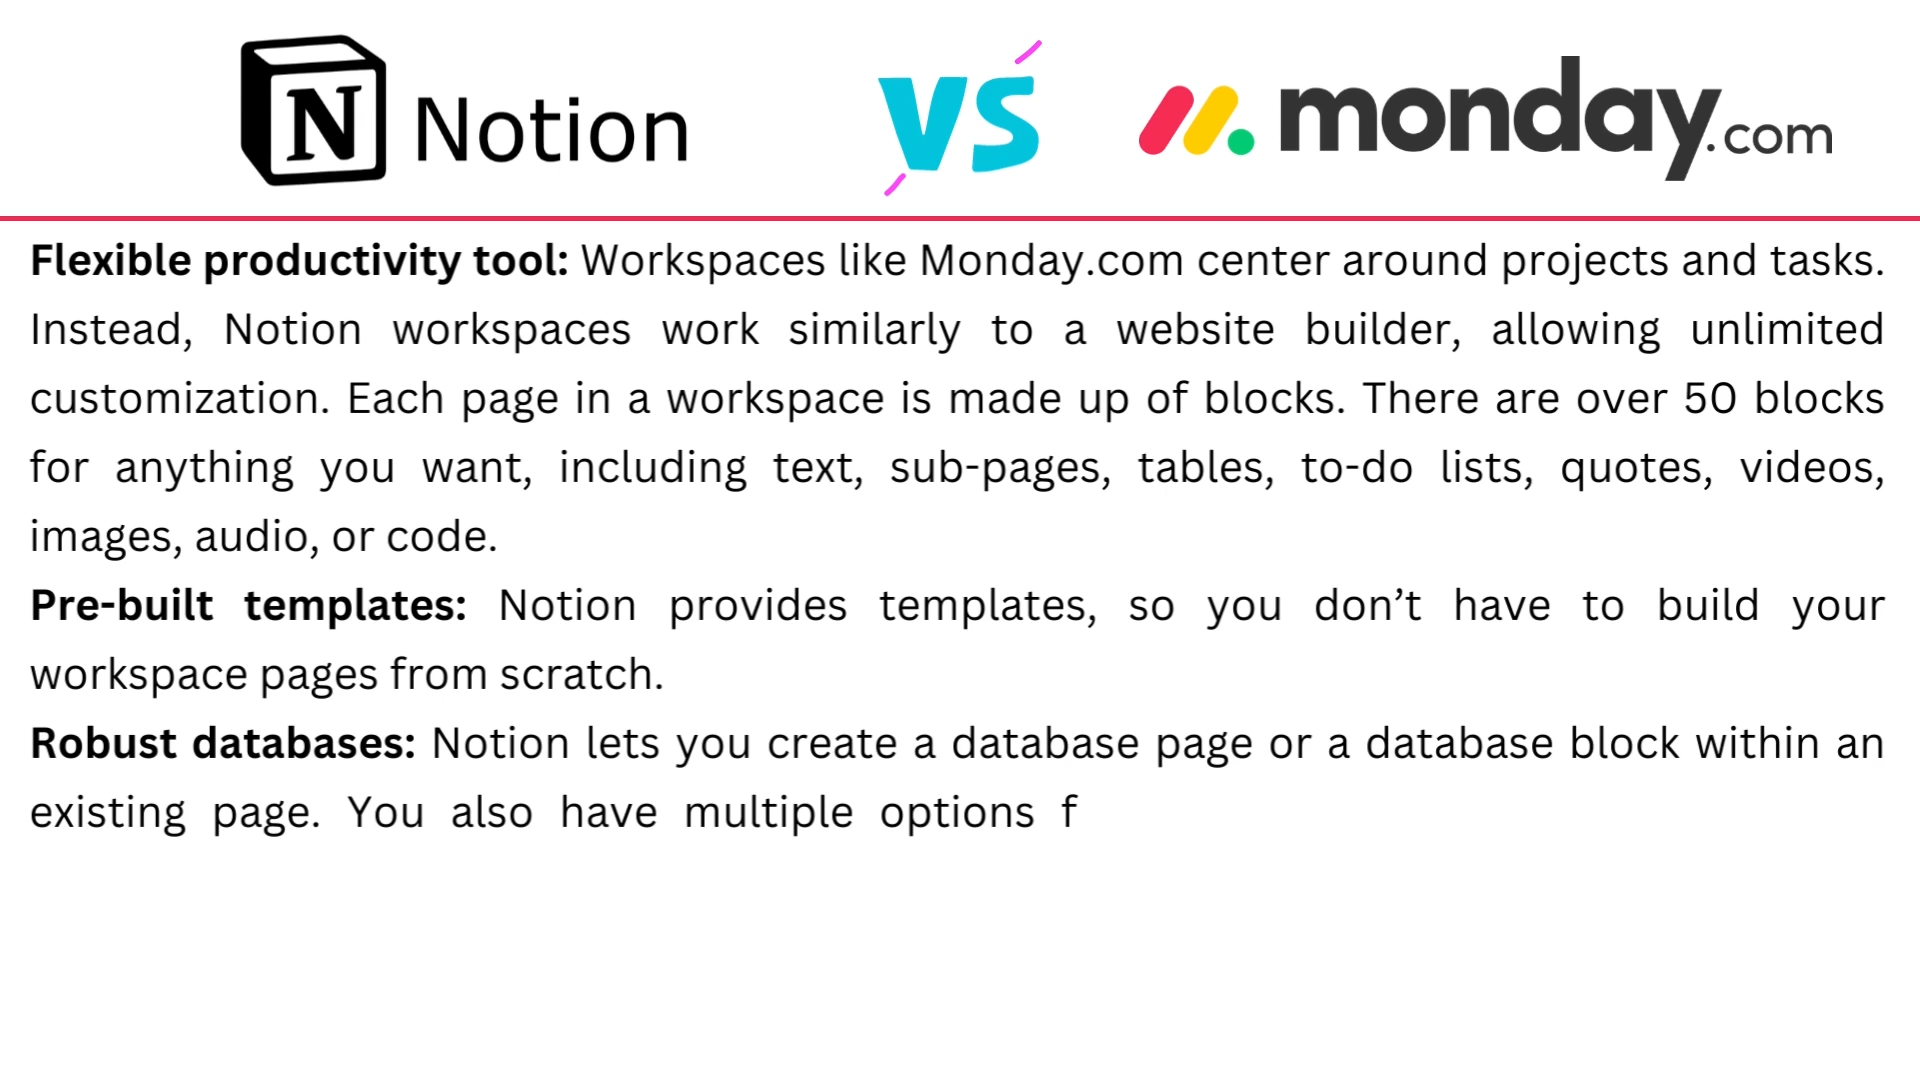 N Notion VS monday.com
Flexible productivity tool: Workspaces like Monday.com center around projects and tasks.
Instead, Notion workspaces work similarly to a website builder, allowing unlimited
customization. Each page in a workspace is made up of blocks. There are over 50 blocks
for anything you want, including text, sub-pages, tables, to-do lists, quotes, videos,
images, audio, or code.
Pre-built templates: Notion provides templates, so you don’t have to build your
workspace pages from scratch.
Robust databases: Notion lets you create a database page or a database block within an
existing page. You also have multiple options f